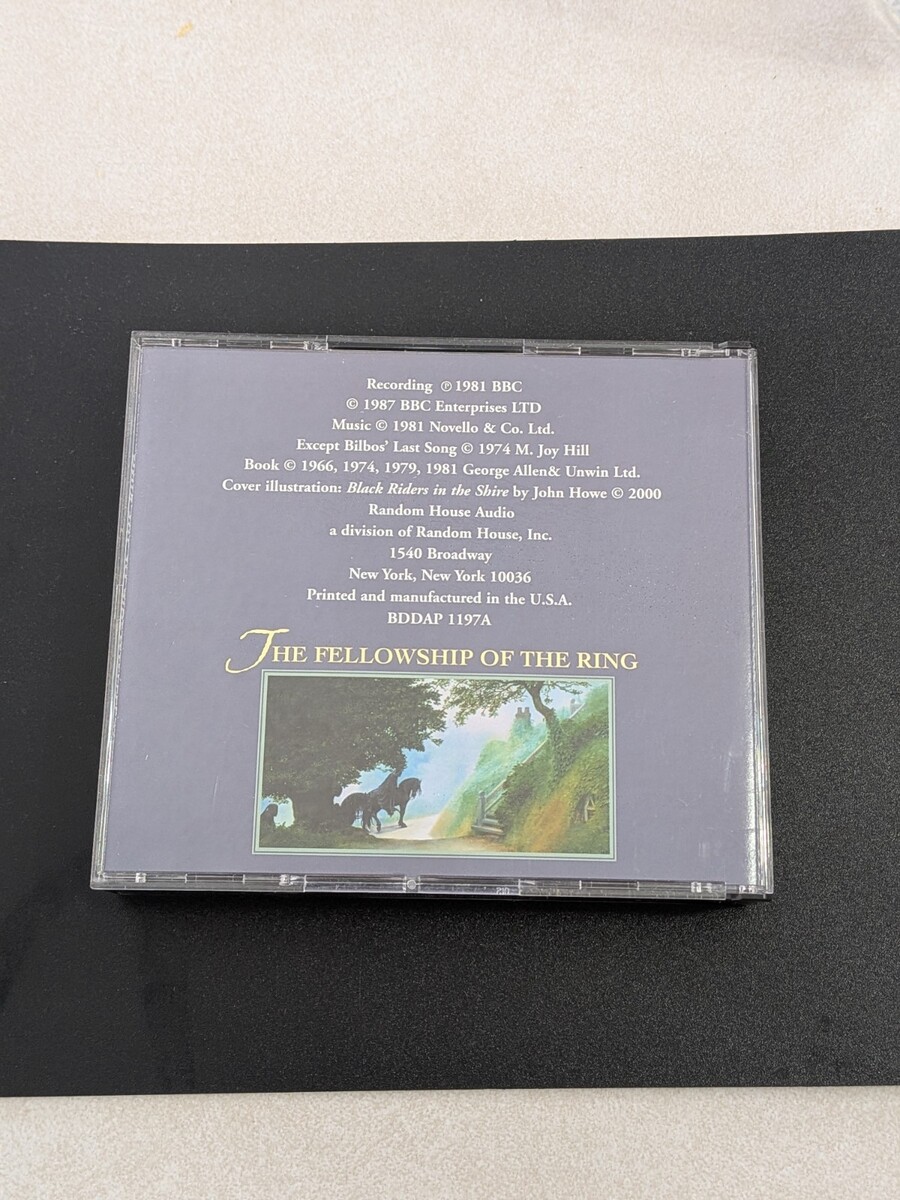 Recording ℗ 1981 BBC
© 1987 BBC Enterprises LTD
Music © 1981 Novello & Co. Ltd.
Except Bilbos' Last Song © 1974 M. Joy Hill
Book © 1966, 1974, 1979, 1981 George Allen& Unwin Ltd.
Cover illustration: Black Riders in the Shire by John Howe © 2000
Random House Audio
a division of Random House, Inc.
1540 Broadway
New York, New York 10036
Printed and manufactured in the U.S.A.
BDDAP 1197A
THE FELLOWSHIP OF THE RING